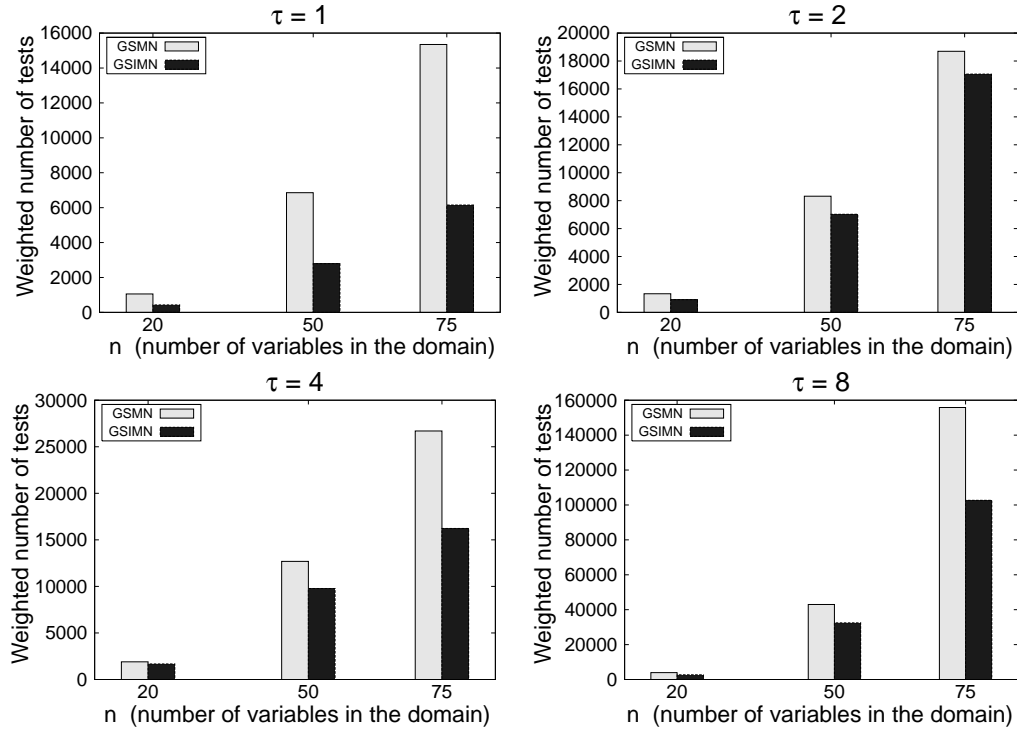 τ = 1
Weighted number of tests
16000
14000
12000
10000
8000
6000
4000
2000
0
GSMN
GSIMN
20 50 75
n (number of variables in the domain)
τ = 2
Weighted number of tests
20000
18000
16000
14000
12000
10000
8000
6000
4000
2000
0
GSMN
GSIMN
20 50 75
n (number of variables in the domain)
τ = 4
Weighted number of tests
30000
25000
20000
15000
10000
5000
0
GSMN
GSIMN
20 50 75
n (number of variables in the domain)
τ = 8
Weighted number of tests
160000
140000
120000
100000
80000
60000
40000
20000
0
GSMN
GSIMN
20 50 75
n (number of variables in the domain)